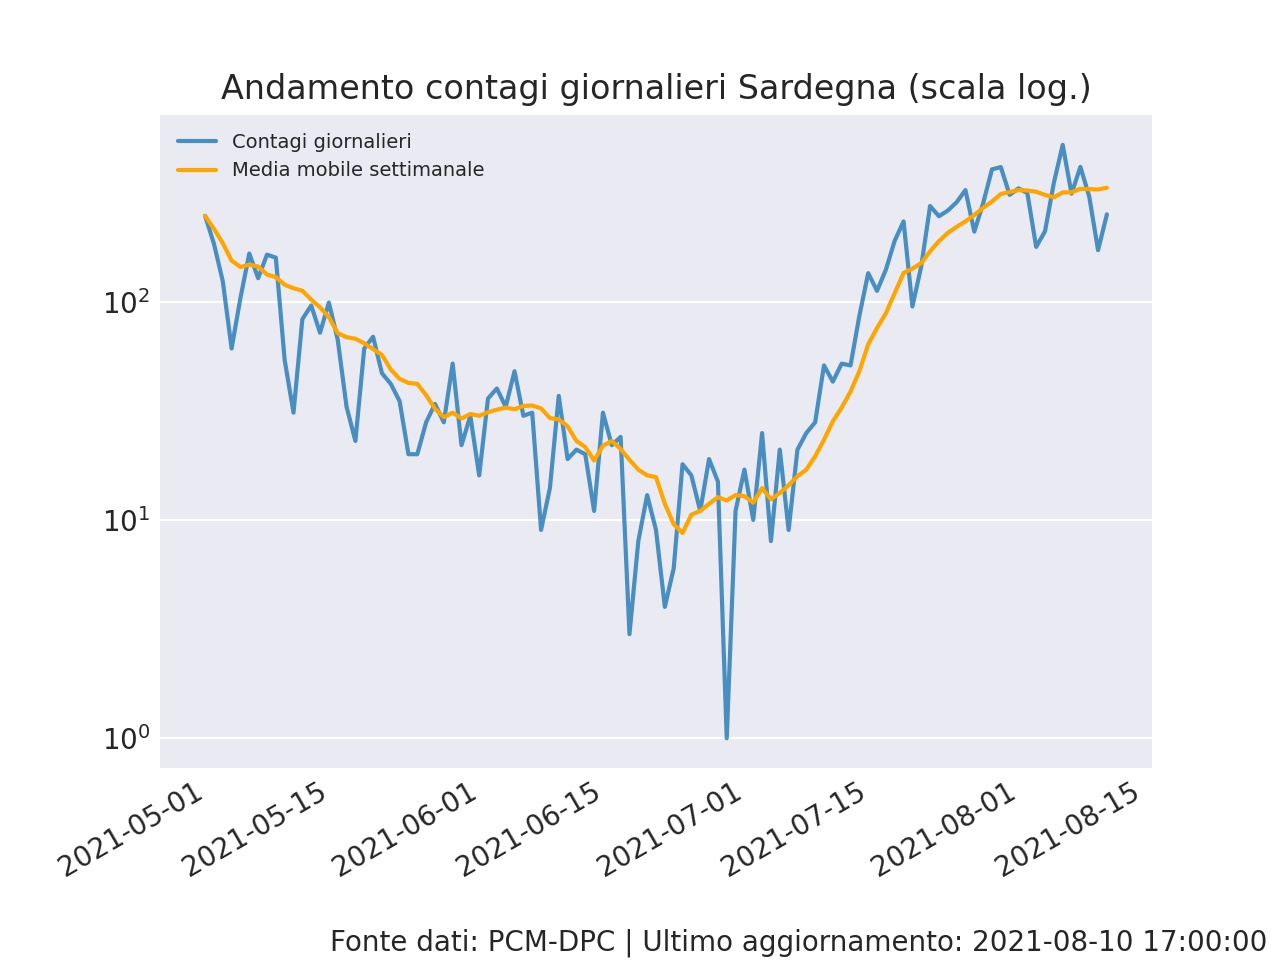 Andamento contagi giornalieri Sardegna (scala log.)
Contagi giornalieri
Media mobile settimanale
10²
10¹
10⁰
2021-05-01
2021-05-15
2021-06-01
2021-06-15
2021-07-01
2021-07-15
2021-08-01
2021-08-15
Fonte dati: PCM-DPC | Ultimo aggiornamento: 2021-08-10 17:00:00